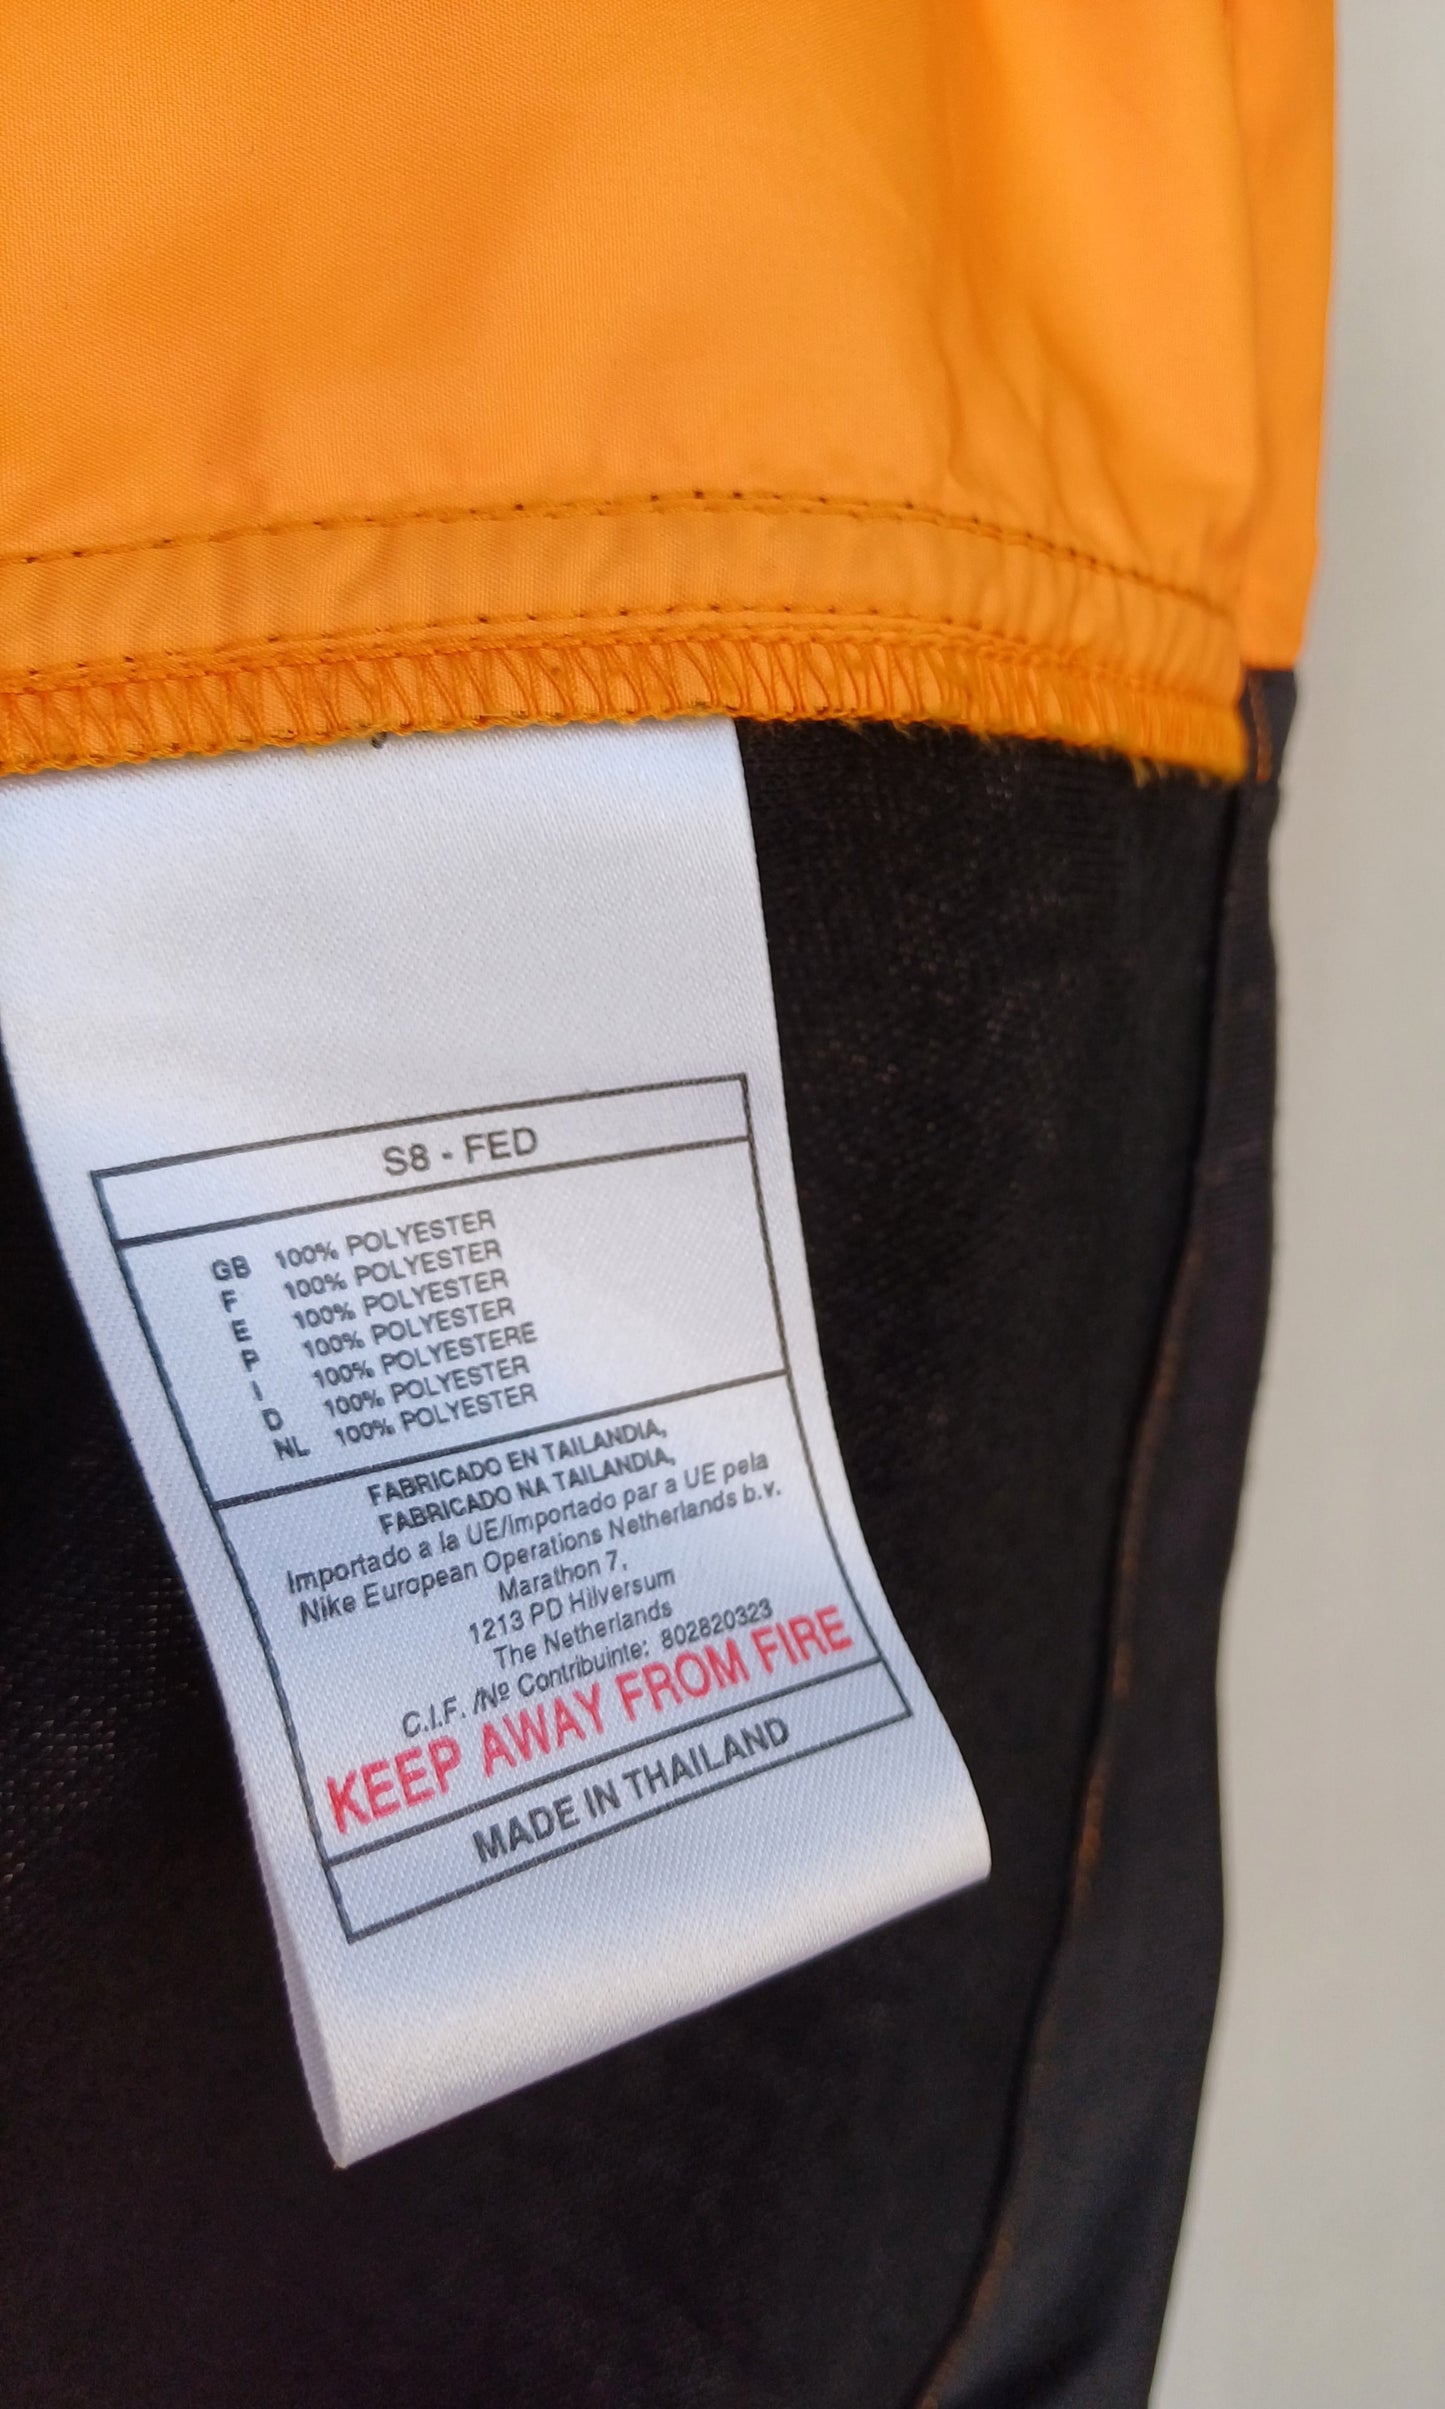 S8 - FED
GB 100% POLYESTER
F 100% POLYESTER
E 100% POLYESTER
P 100% POLYESTER
I 100% POLYESTERE
D 100% POLYESTER
NL 100% POLYESTER
FABRICADO EN TAILANDIA,
FABRICADO NA TAILANDIA,
Importado a la UE/Importado par a UE pela
Nike European Operations Netherlands b.v.
Marathon 7,
1213 PD Hilversum
The Netherlands
C.I.F. /Nº Contribuinte: 802820323
KEEP AWAY FROM FIRE
MADE IN THAILAND